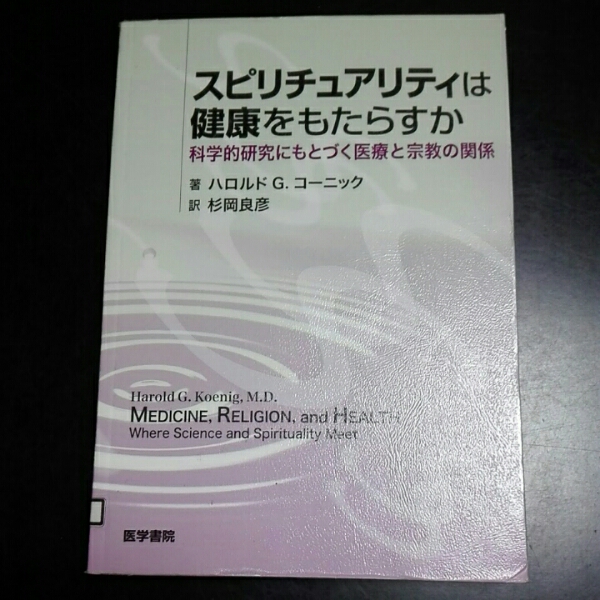 スピリチュアリティは
健康をもたらすか
科学的研究にもとづく医療と宗教の関係
著 ハロルド G. コーニック
訳 杉岡良彦
Harold G. Koenig, M.D.
MEDICINE, RELIGION, and HEALTH
Where Science and Spirituality Meet
医学書院